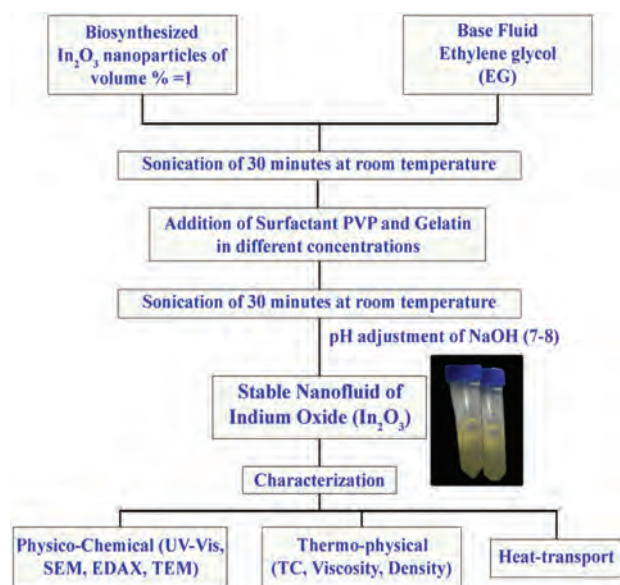 Biosynthesized
In₂O₃ nanoparticles of
volume % =1
Base Fluid
Ethylene glycol
(EG)
Sonication of 30 minutes at room temperature
Addition of Surfactant PVP and Gelatin
in different concentrations
Sonication of 30 minutes at room temperature
pH adjustment of NaOH (7-8)
Stable Nanofluid of
Indium Oxide (In₂O₃)
Characterization
Physico-Chemical (UV-Vis,
SEM, EDAX, TEM)
Thermo-physical
(TC, Viscosity, Density)
Heat-transport